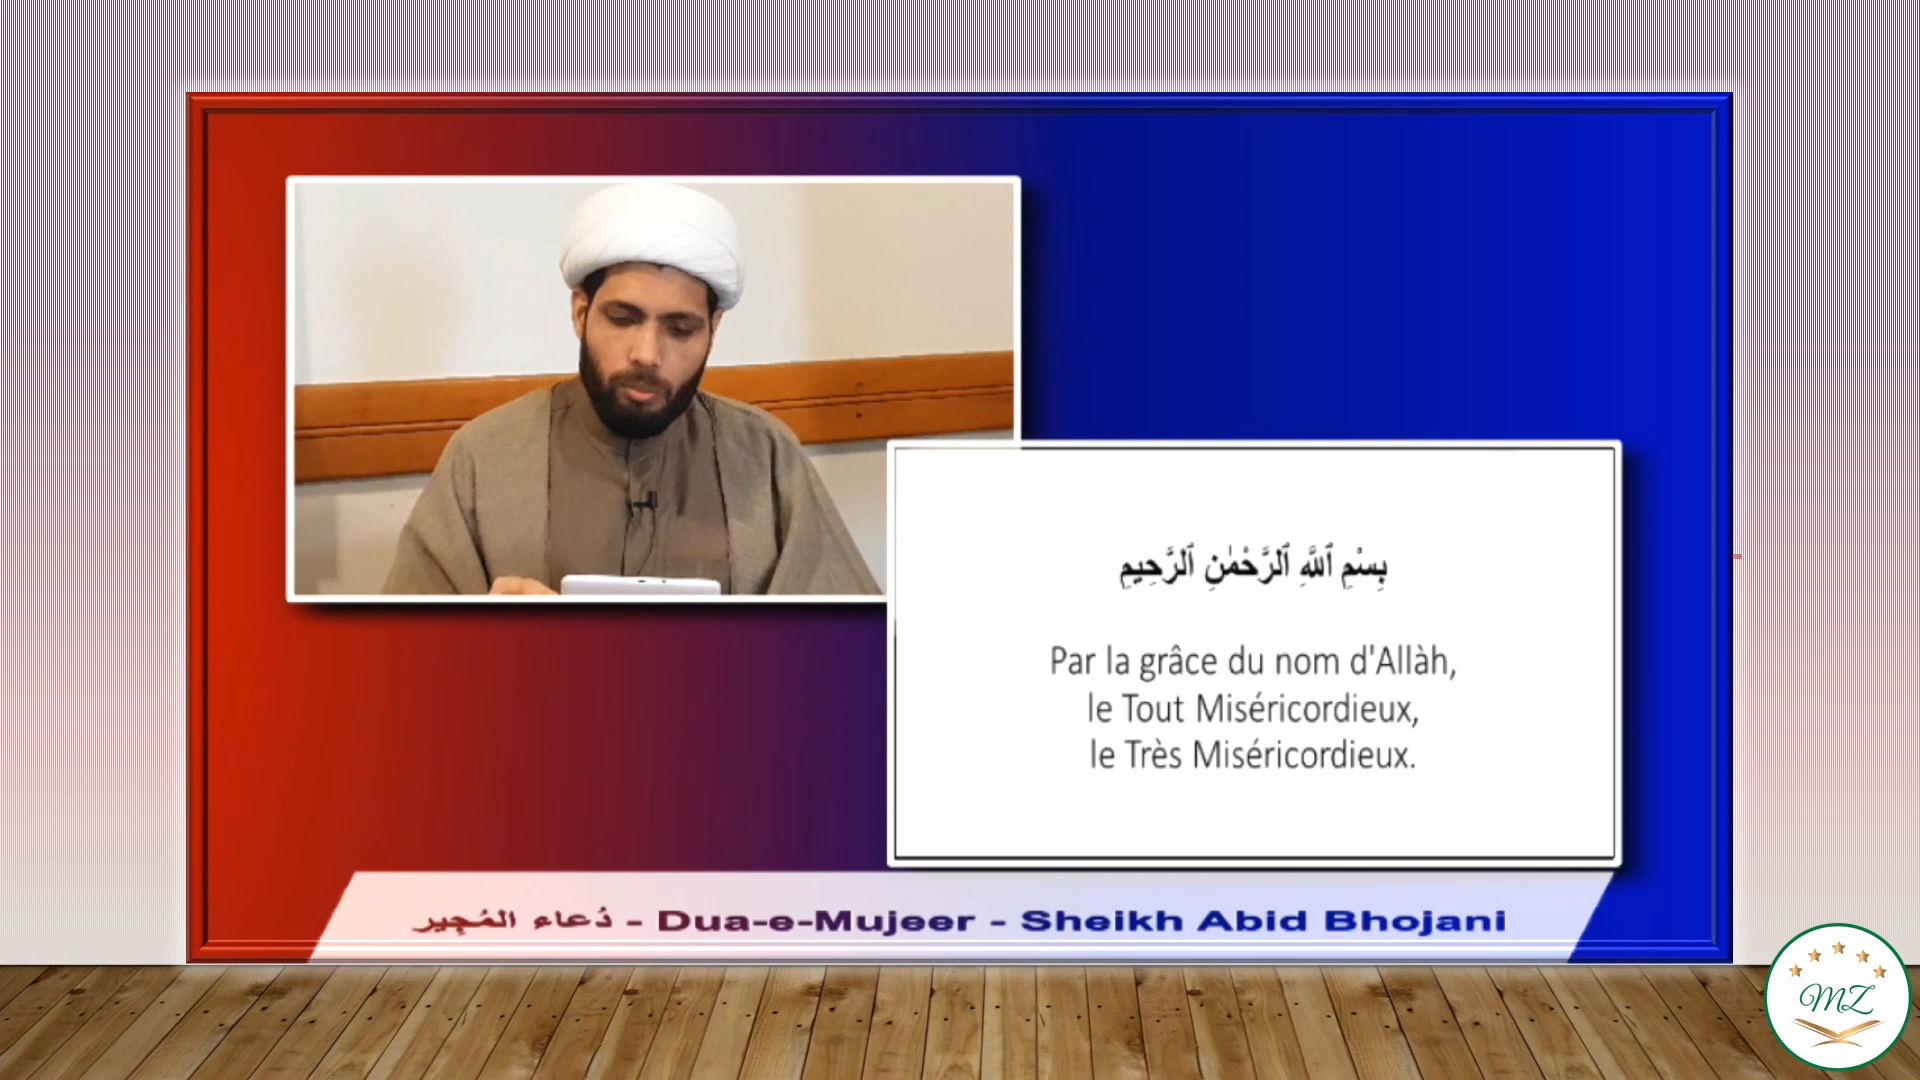 بِسْمِ ٱللَّهِ ٱلرَّحْمٰنِ ٱلرَّحِيمِ
Par la grâce du nom d'Allàh,
le Tout Miséricordieux,
le Très Miséricordieux.
دُعاء المُجِير - Dua-e-Mujeer - Sheikh Abid Bhojani
MZ